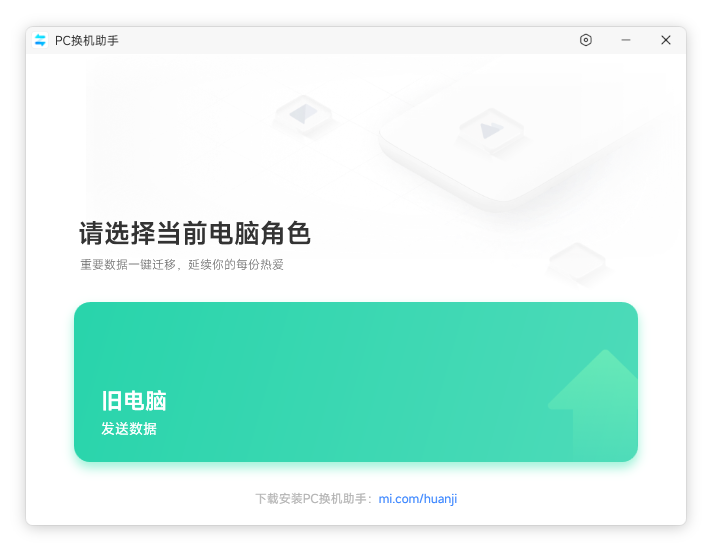 PC换机助手
请选择当前电脑角色
重要数据一键迁移，延续你的每份热爱
旧电脑
发送数据
下载安装PC换机助手：mi.com/huanji